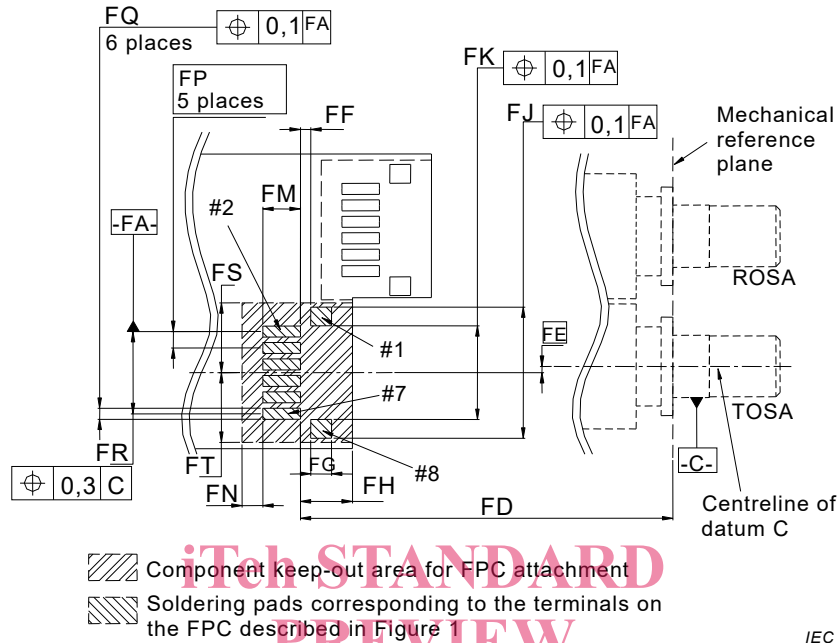 FQ
6 places
⌖ 0,1 FA
FP
5 places
FK
⌖ 0,1 FA
FF
FJ
⌖ 0,1 FA
Mechanical
reference
plane
FM
#2
-FA-
FS
ROSA
#1
FE
#7
TOSA
FR
FT
FG
#8
-C-
⌖ 0,3 C
FN
FH
FD
Centreline of
datum C
iTeh STANDARD
Component keep-out area for FPC attachment
Soldering pads corresponding to the terminals on
the FPC described in Figure 1
PREVIEW
IEC